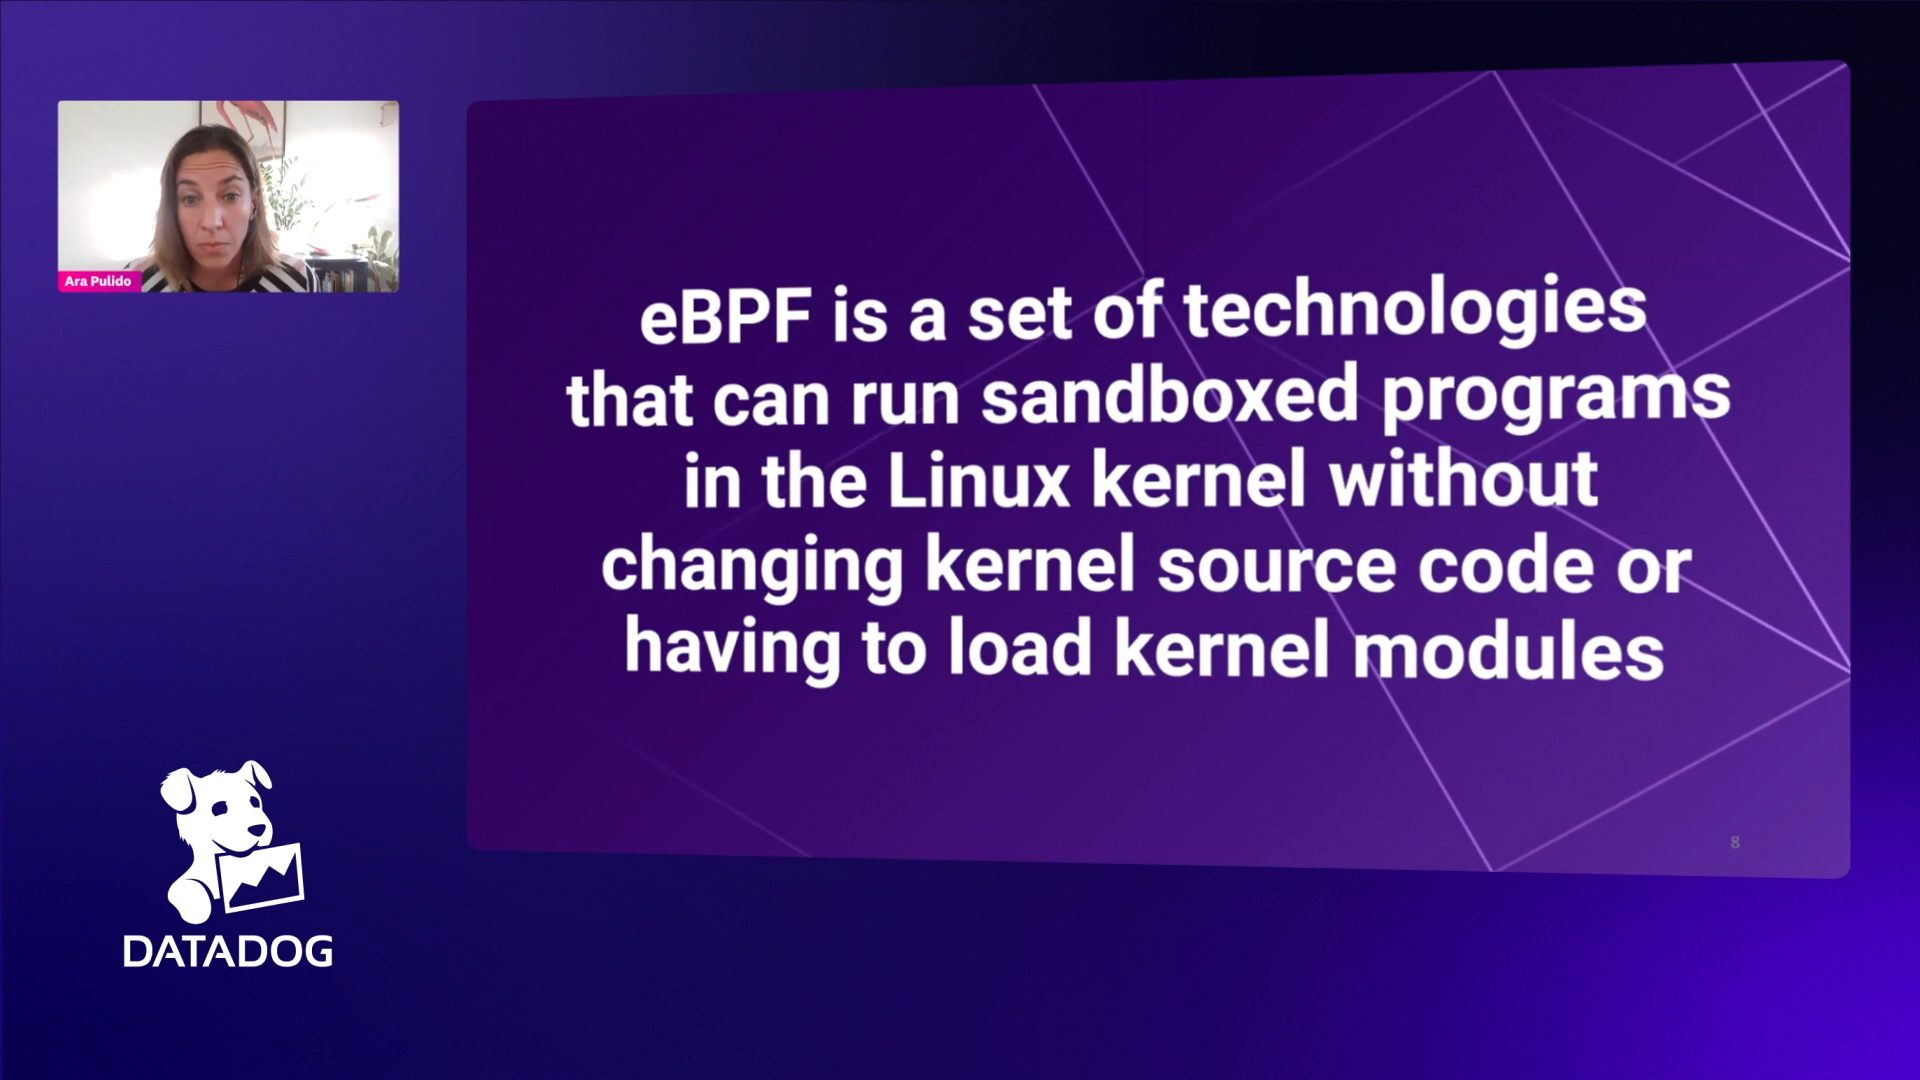 Ara Pulido
eBPF is a set of technologies
that can run sandboxed programs
in the Linux kernel without
changing kernel source code or
having to load kernel modules
8
DATADOG